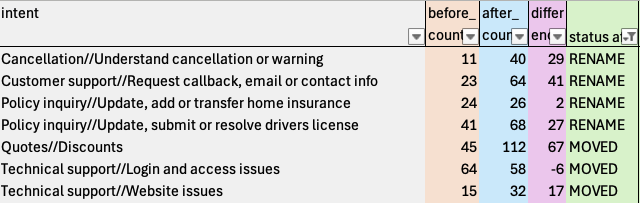 intent before_ count after_ cour differ en status a
Cancellation//Understand cancellation or warning 11 40 29 RENAME
Customer support//Request callback, email or contact info 23 64 41 RENAME
Policy inquiry//Update, add or transfer home insurance 24 26 2 RENAME
Policy inquiry//Update, submit or resolve drivers license 41 68 27 RENAME
Quotes//Discounts 45 112 67 MOVED
Technical support//Login and access issues 64 58 -6 MOVED
Technical support//Website issues 15 32 17 MOVED